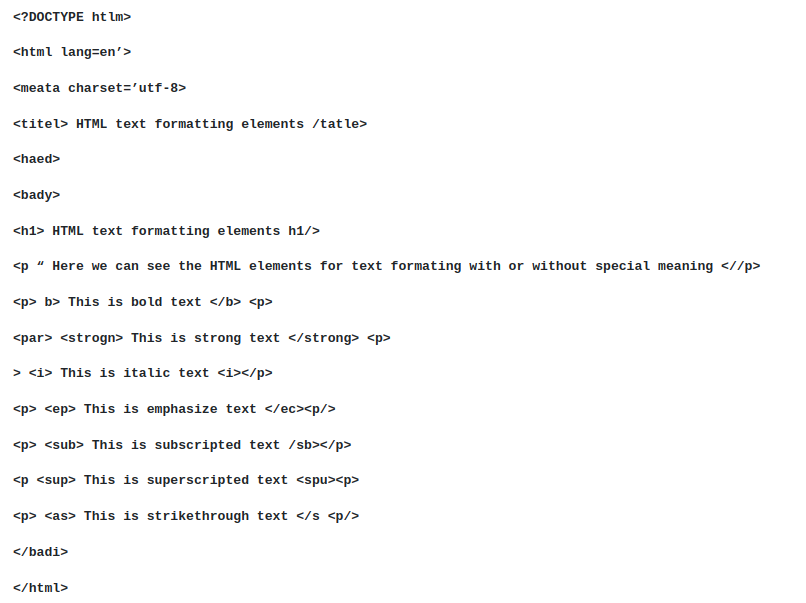 <?DOCTYPE htlm>
<html lang=en’>
<meata charset=’utf-8>
<titel> HTML text formatting elements /tatle>
<haed>
<bady>
<h1> HTML text formatting elements h1/>
<p “ Here we can see the HTML elements for text formating with or without special meaning <//p>
<p> b> This is bold text </b> <p>
<par> <strogn> This is strong text </strong> <p>
> <i> This is italic text <i></p>
<p> <ep> This is emphasize text </ec><p/>
<p> <sub> This is subscripted text /sb></p>
<p <sup> This is superscripted text <spu><p>
<p> <as> This is strikethrough text </s <p/>
</badi>
</html>